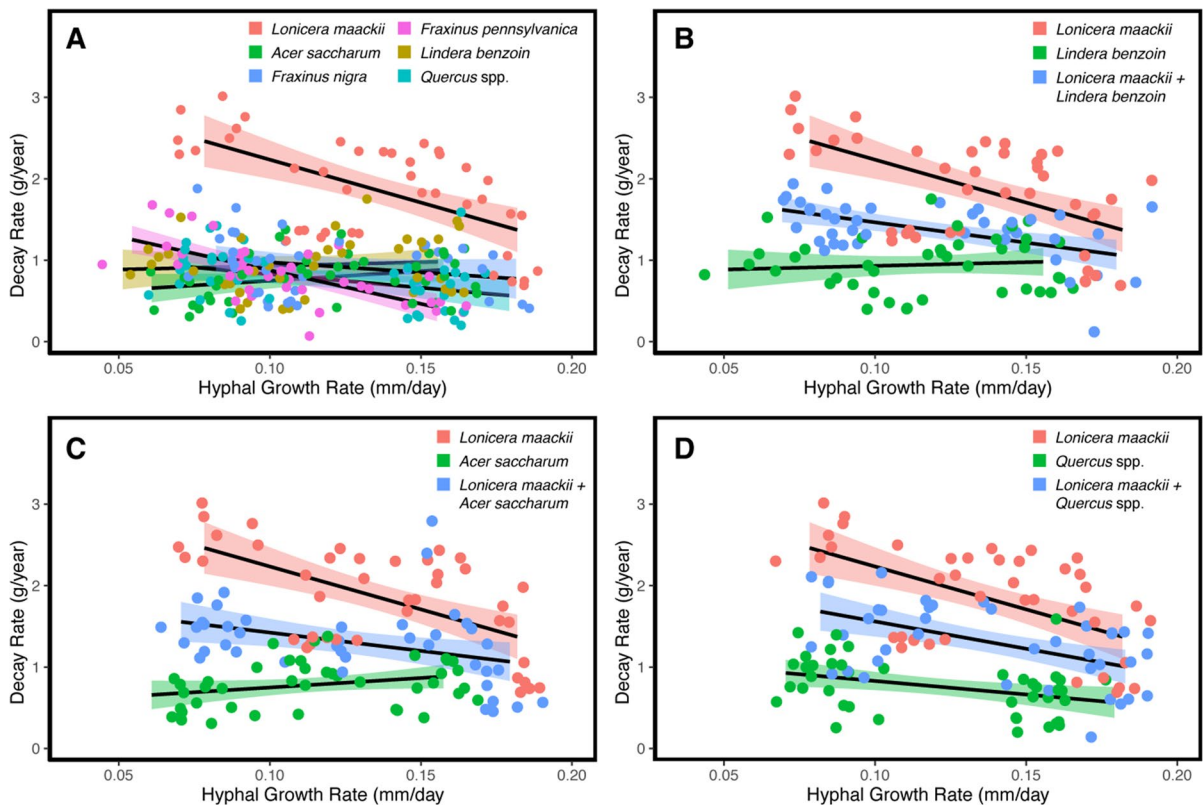 A
Lonicera maackii
Fraxinus pennsylvanica
Acer saccharum
Lindera benzoin
Fraxinus nigra
Quercus spp.
Decay Rate (g/year)
3
2
1
0
0.05
0.10
0.15
0.20
Hyphal Growth Rate (mm/day)
B
Lonicera maackii
Lindera benzoin
Lonicera maackii +
Lindera benzoin
Decay Rate (g/year)
3
2
1
0
0.05
0.10
0.15
0.20
Hyphal Growth Rate (mm/day)
C
Lonicera maackii
Acer saccharum
Lonicera maackii +
Acer saccharum
Decay Rate (g/year)
3
2
1
0
0.05
0.10
0.15
0.20
Hyphal Growth Rate (mm/day
D
Lonicera maackii
Quercus spp.
Lonicera maackii +
Quercus spp.
Decay Rate (g/year)
3
2
1
0
0.05
0.10
0.15
0.20
Hyphal Growth Rate (mm/day)